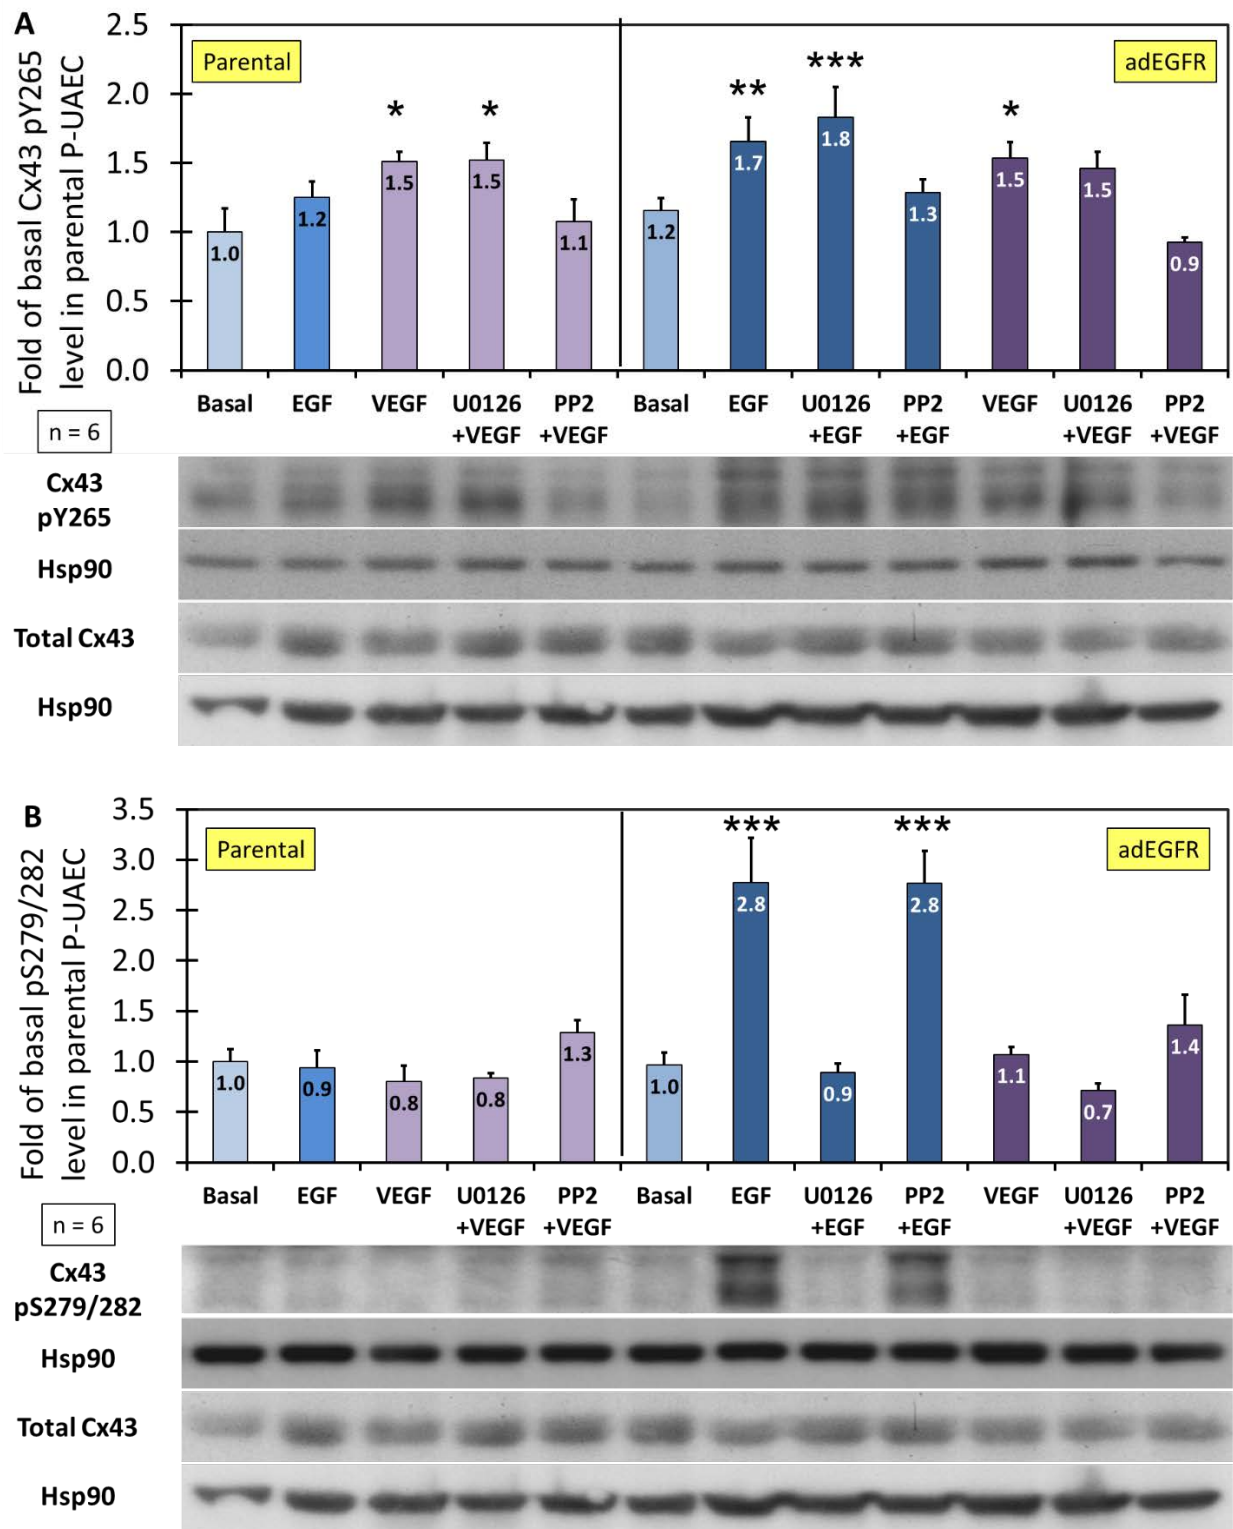 A
Fold of basal Cx43 pY265
level in parental P-UAEC
2.5
2.0
1.5
1.0
0.5
0.0
Parental
adEGFR
* * ** *** *
1.0 1.2 1.5 1.5 1.1 1.2 1.7 1.8 1.3 1.5 1.5 0.9
Basal EGF VEGF U0126 PP2 Basal EGF U0126 PP2 VEGF U0126 PP2
+VEGF +VEGF +EGF +EGF +VEGF +VEGF
n = 6
Cx43
pY265
Hsp90
Total Cx43
Hsp90
B
Fold of basal pS279/282
level in parental P-UAEC
3.5
3.0
2.5
2.0
1.5
1.0
0.5
0.0
Parental
adEGFR
*** ***
1.0 0.9 0.8 0.8 1.3 1.0 2.8 0.9 2.8 1.1 0.7 1.4
Basal EGF VEGF U0126 PP2 Basal EGF U0126 PP2 VEGF U0126 PP2
+VEGF +VEGF +EGF +EGF +VEGF +VEGF
n = 6
Cx43
pS279/282
Hsp90
Total Cx43
Hsp90